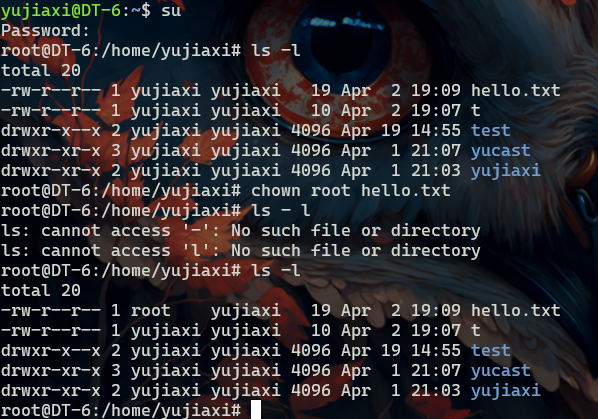 yujiaxi@DT-6:~$ su
Password:
root@DT-6:/home/yujiaxi# ls -l
total 20
-rw-r--r-- 1 yujiaxi yujiaxi   19 Apr  2 19:09 hello.txt
-rw-r--r-- 1 yujiaxi yujiaxi   10 Apr  2 19:07 t
drwxr-x--x 2 yujiaxi yujiaxi 4096 Apr 19 14:55 test
drwxr-xr-x 3 yujiaxi yujiaxi 4096 Apr  1 21:07 yucast
drwxr-xr-x 2 yujiaxi yujiaxi 4096 Apr  1 21:03 yujiaxi
root@DT-6:/home/yujiaxi# chown root hello.txt
root@DT-6:/home/yujiaxi# ls - l
ls: cannot access '-': No such file or directory
ls: cannot access 'l': No such file or directory
root@DT-6:/home/yujiaxi# ls -l
total 20
-rw-r--r-- 1 root    yujiaxi   19 Apr  2 19:09 hello.txt
-rw-r--r-- 1 yujiaxi yujiaxi   10 Apr  2 19:07 t
drwxr-x--x 2 yujiaxi yujiaxi 4096 Apr 19 14:55 test
drwxr-xr-x 3 yujiaxi yujiaxi 4096 Apr  1 21:07 yucast
drwxr-xr-x 2 yujiaxi yujiaxi 4096 Apr  1 21:03 yujiaxi
root@DT-6:/home/yujiaxi#